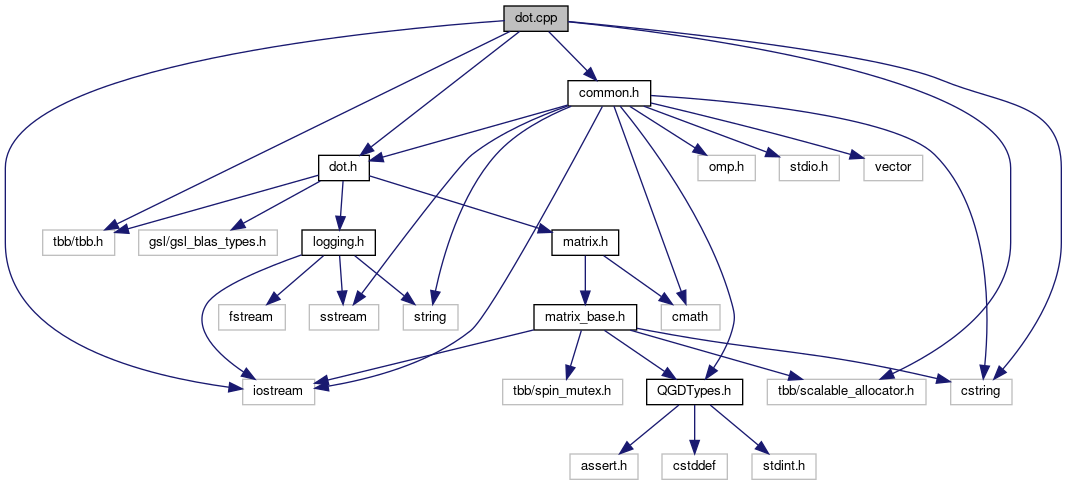 dot.cpp
common.h
dot.h
omp.h
stdio.h
vector
tbb/tbb.h
gsl/gsl_blas_types.h
logging.h
matrix.h
fstream
sstream
string
matrix_base.h
cmath
iostream
tbb/spin_mutex.h
QGDTypes.h
tbb/scalable_allocator.h
cstring
assert.h
cstddef
stdint.h